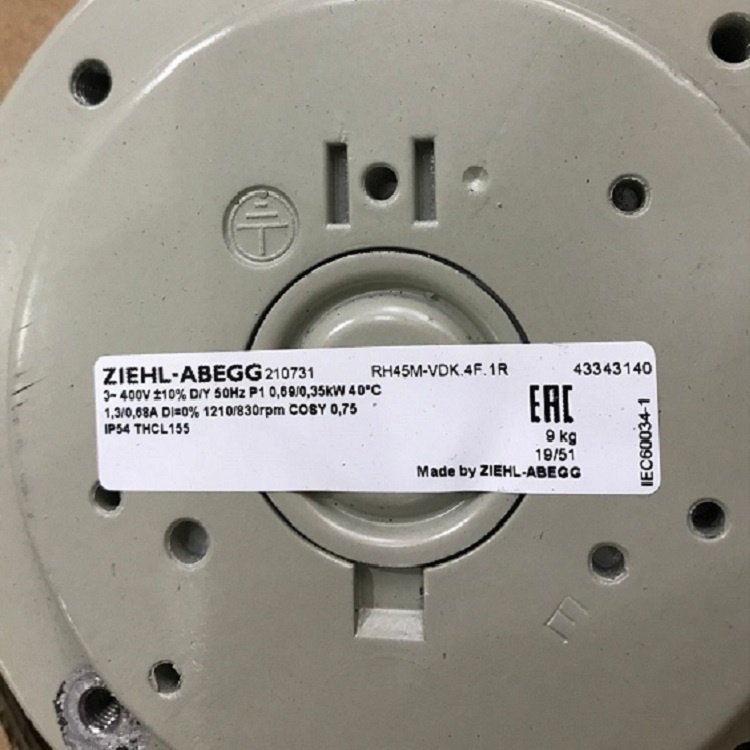 ZIEHL-ABEGG 210731 RH45M-VDK.4F.1R 43343140
3~ 400V ±10% D/Y 50Hz P1 0,69/0,35kW 40°C
1,3/0,68A DI=0% 1210/830rpm COSY 0,75
IP54 THCL155
EAC
9 kg
19/51
Made by ZIEHL-ABEGG
IEC60034-1